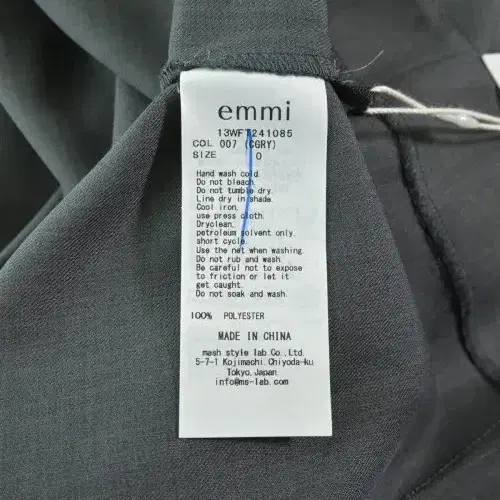 emmi
13WFT241085
COL 007 (CGRY)
SIZE 0
Hand wash cold.
Do not bleach.
Do not tumble dry.
Line dry in shade.
Cool iron.
use press cloth.
Dryclean.
petroleum solvent only.
short cycle.
Use the net when washing.
Do not rub and wash.
Be careful not to expose
to friction or let it
get caught.
Do not soak and wash.
100% POLYESTER
MADE IN CHINA
mash style lab.Co.,Ltd.
5-7-1 Kojimachi.Chiyoda-ku
Tokyo.Japan
info@ms-lab.com